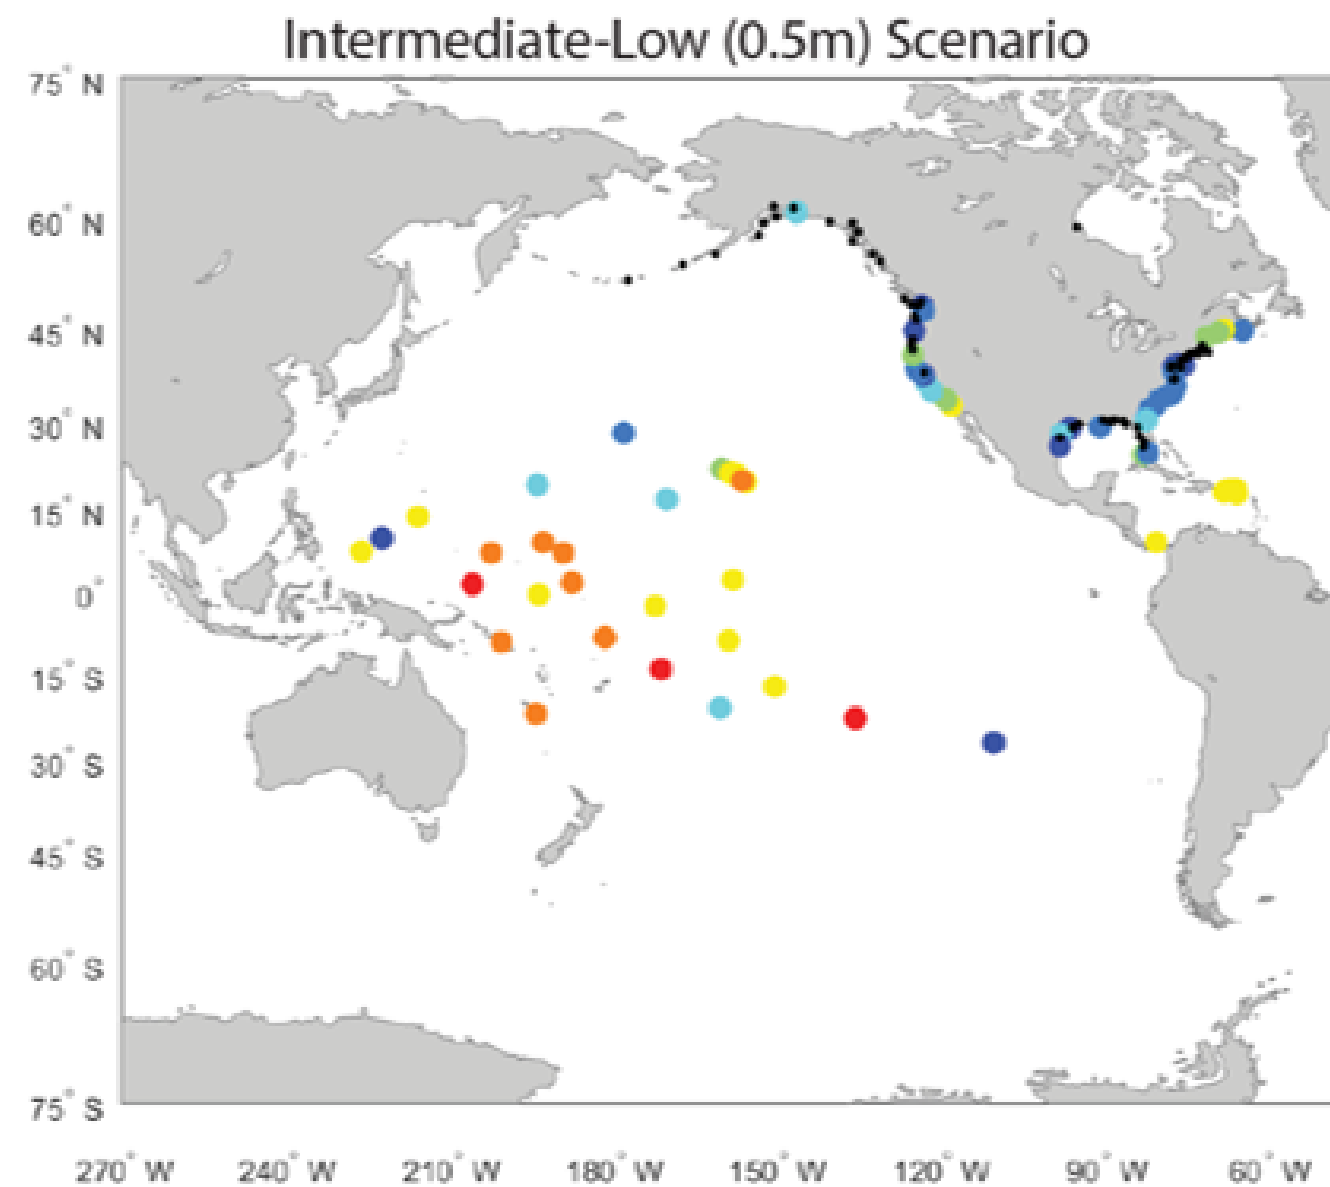 Intermediate-Low (0.5m) Scenario
75° N
60° N
45° N
30° N
15° N
0°
15° S
30° S
45° S
60° S
75° S
270° W 240° W 210° W 180° W 150° W 120° W 90° W 60° W